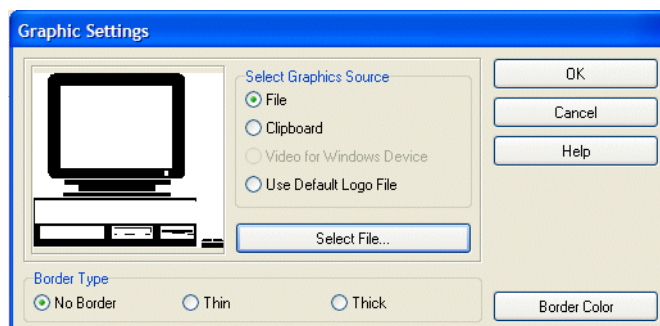 Graphic Settings
Select Graphics Source
File
Clipboard
Video for Windows Device
Use Default Logo File
Select File...
OK
Cancel
Help
Border Type
No Border
Thin
Thick
Border Color